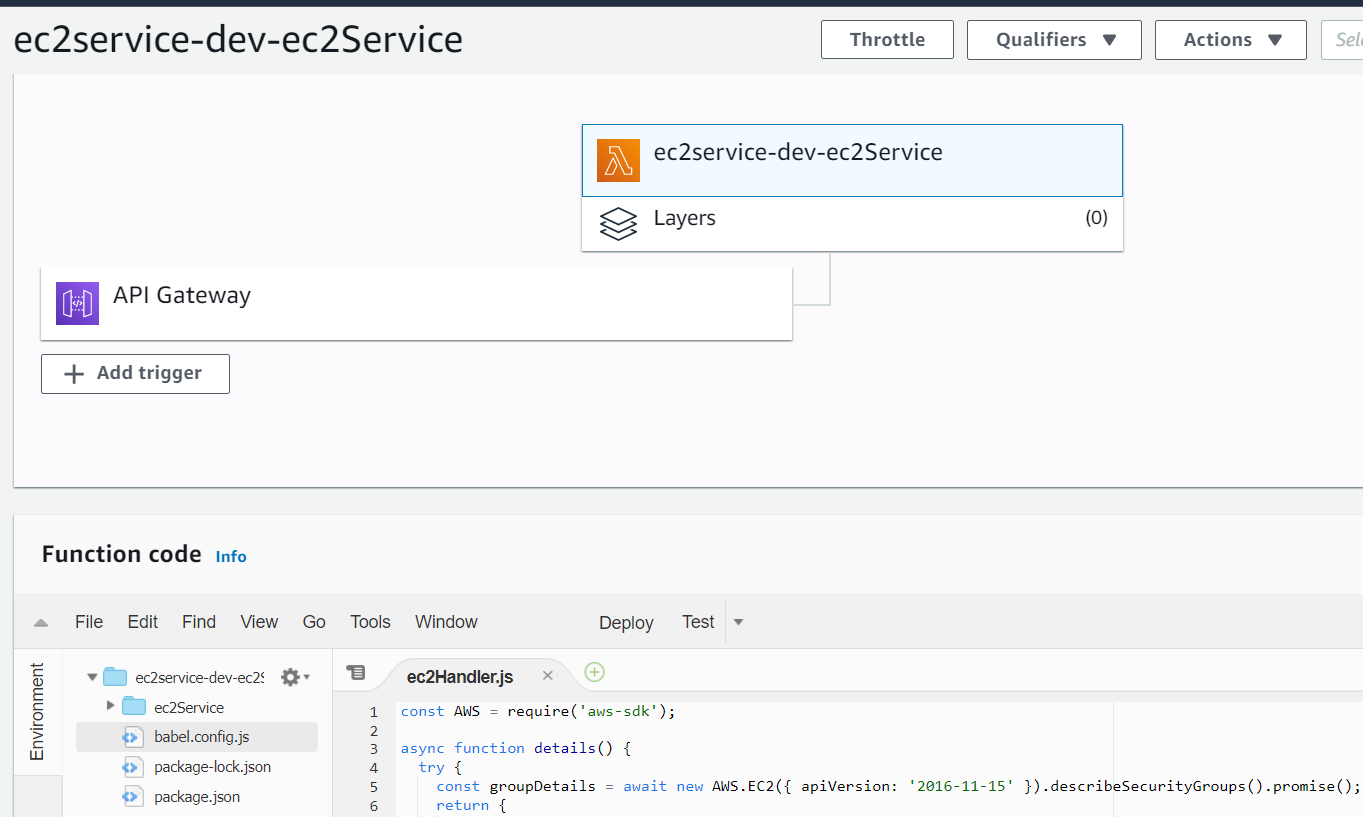 ec2service-dev-ec2Service
Throttle
Qualifiers
Actions
ec2service-dev-ec2Service
Layers
(0)
API Gateway
Add trigger
Function code Info
File Edit Find View Go Tools Window Deploy Test
Environment
ec2service-dev-ec2S
ec2Service
babel.config.js
package-lock.json
package.json
ec2Handler.js
1 const AWS = require('aws-sdk');
2
3 async function details() {
4 try {
5 const groupDetails = await new AWS.EC2({ apiVersion: '2016-11-15' }).describeSecurityGroups().promise();
6 return {